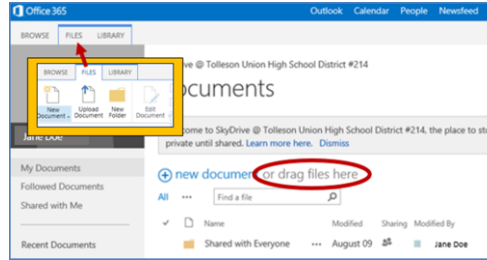 Office 365
Outlook Calendar People Newsfeed
BROWSE FILES LIBRARY
ve @ Tolleson Union High School District #214
BROWSE FILES LIBRARY
New Document
Upload Document
New Folder
Edit Document
cuments
Jane Doe
ome to SkyDrive @ Tolleson Union High School District #214, the place to sto
private until shared. Learn more here. Dismiss
My Documents
Followed Documents
Shared with Me
Recent Documents
new document or drag files here
All ... Find a file
Name Modified Sharing Modified By
Shared with Everyone ... August 09 Jane Doe